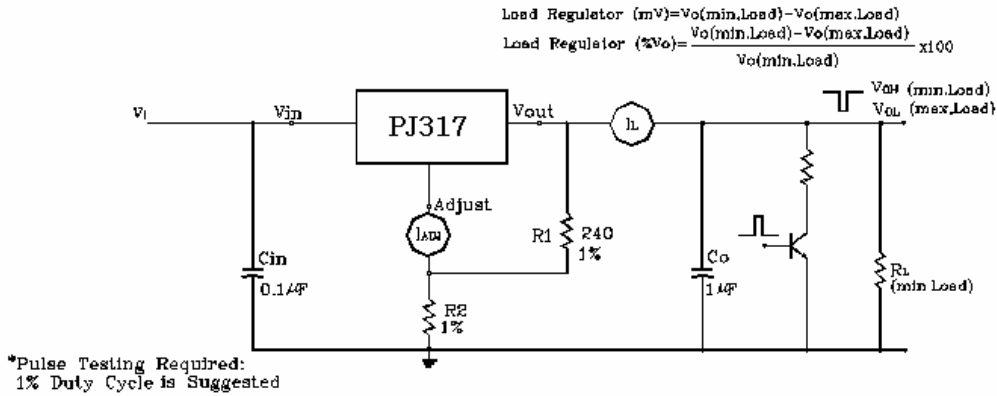 Load Regulator (mV)=Vo(min.Load)-Vo(max.Load)
Load Regulator (%Vo)=
Vo(min.Load)-Vo(max.Load)
x100
Vo(min.Load)
VI
Vin
PJ317
Vout
IL
VOH (min.Load)
VOL (max.Load)
Adjust
IADJ
R1
240
1%
Cin
0.1μF
Co
1μF
RL
(min Load)
R2
1%
*Pulse Testing Required:
1% Duty Cycle is Suggested